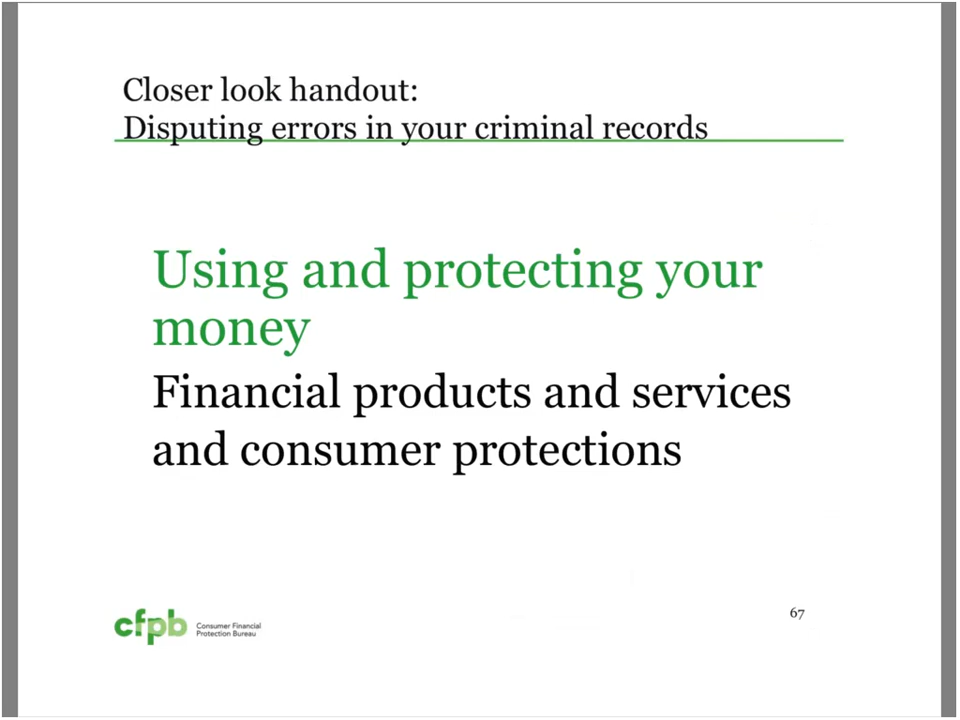 Closer look handout:
Disputing errors in your criminal records
Using and protecting your
money
Financial products and services
and consumer protections
cfpb
Consumer Financial
Protection Bureau
67